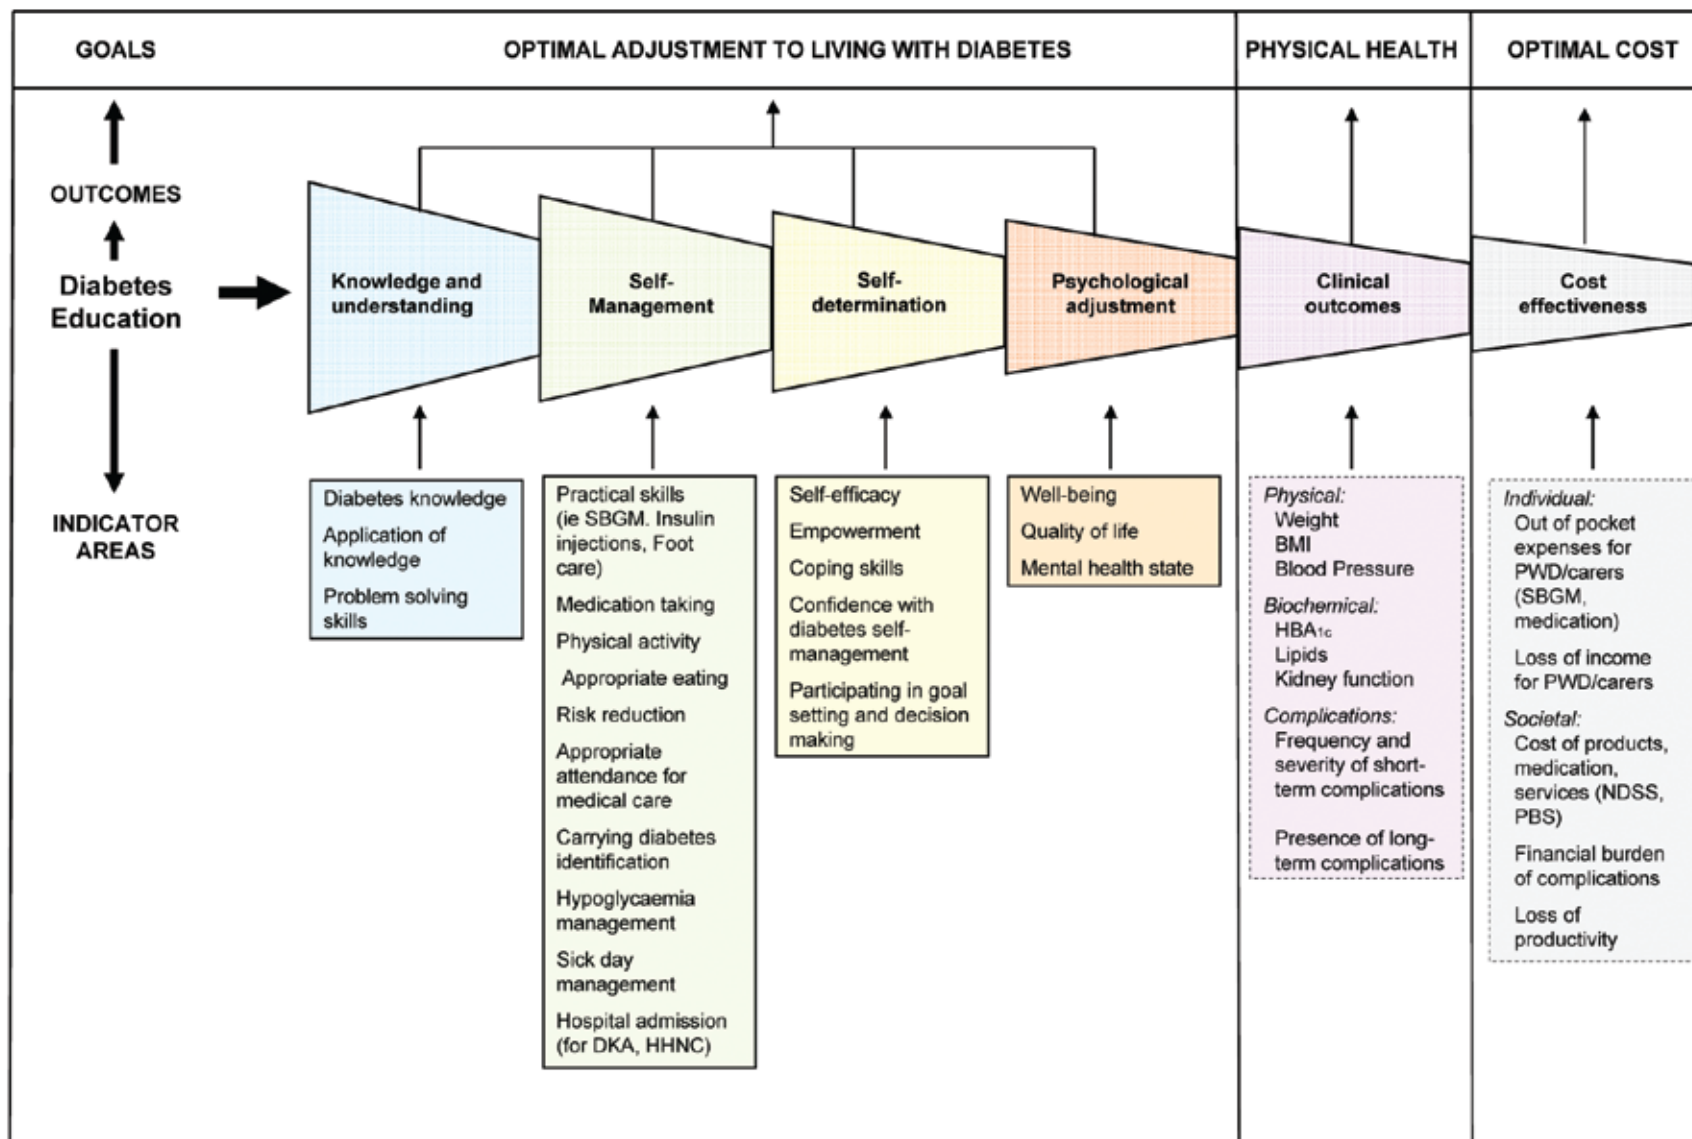 GOALS
OPTIMAL ADJUSTMENT TO LIVING WITH DIABETES
PHYSICAL HEALTH
OPTIMAL COST
OUTCOMES
Diabetes
Education
INDICATOR
AREAS
Knowledge and
understanding
Self-
Management
Self-
determination
Psychological
adjustment
Clinical
outcomes
Cost
effectiveness
Diabetes knowledge
Application of
knowledge
Problem solving
skills
Practical skills
(ie SBGM. Insulin
injections, Foot
care)
Medication taking
Physical activity
Appropriate eating
Risk reduction
Appropriate
attendance for
medical care
Carrying diabetes
identification
Hypoglycaemia
management
Sick day
management
Hospital admission
(for DKA, HHNC)
Self-efficacy
Empowerment
Coping skills
Confidence with
diabetes self-
management
Participating in goal
setting and decision
making
Well-being
Quality of life
Mental health state
Physical:
Weight
BMI
Blood Pressure
Biochemical:
HBA1c
Lipids
Kidney function
Complications:
Frequency and
severity of short-
term complications
Presence of long-
term complications
Individual:
Out of pocket
expenses for
PWD/carers
(SBGM,
medication)
Loss of income
for PWD/carers
Societal:
Cost of products,
medication,
services (NDSS,
PBS)
Financial burden
of complications
Loss of
productivity